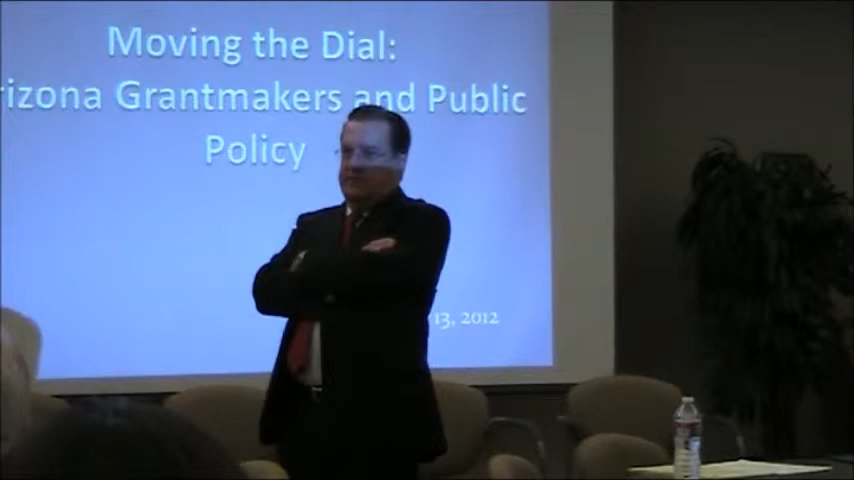 Moving the Dial:
rizona Grantmakers and Public
Policy
13, 2012